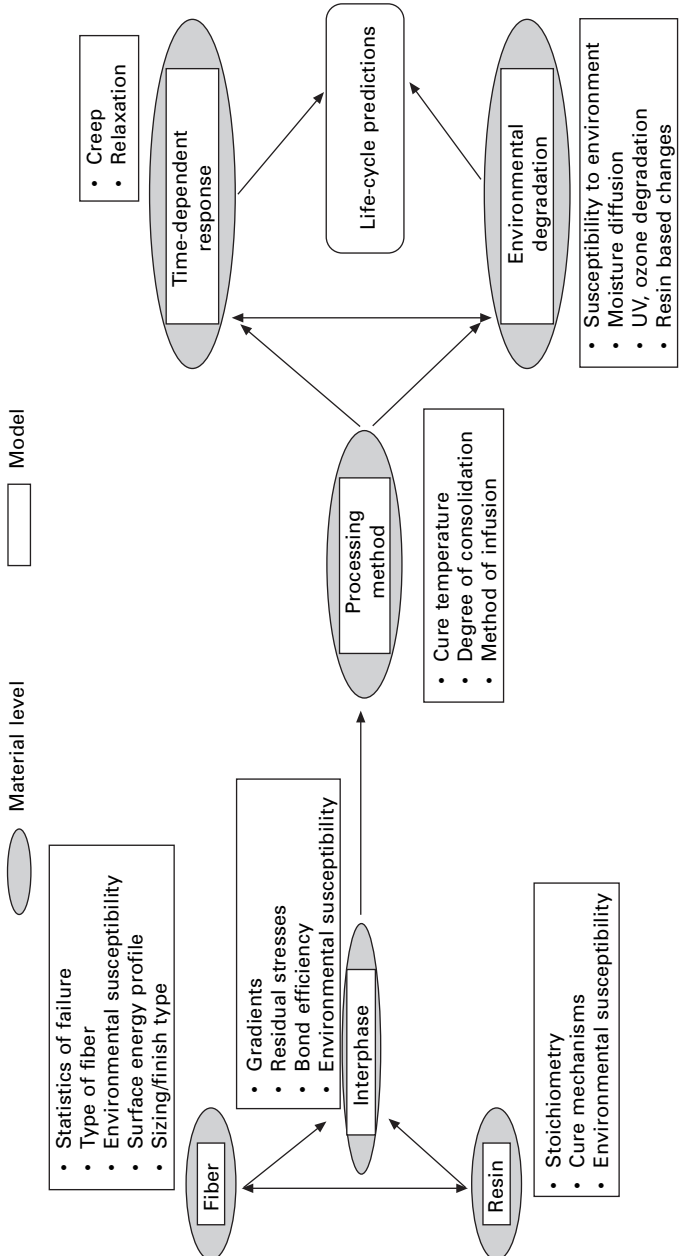 Material level
Model
• Statistics of failure
• Type of fiber
• Environmental susceptibility
• Surface energy profile
• Sizing/finish type
Fiber
• Gradients
• Residual stresses
• Bond efficiency
• Environmental susceptibility
Interphase
Resin
• Stoichiometry
• Cure mechanisms
• Environmental susceptibility
Processing
method
• Cure temperature
• Degree of consolidation
• Method of infusion
• Creep
• Relaxation
Time-dependent
response
Life-cycle predictions
Environmental
degradation
• Susceptibility to environment
• Moisture diffusion
• UV, ozone degradation
• Resin based changes